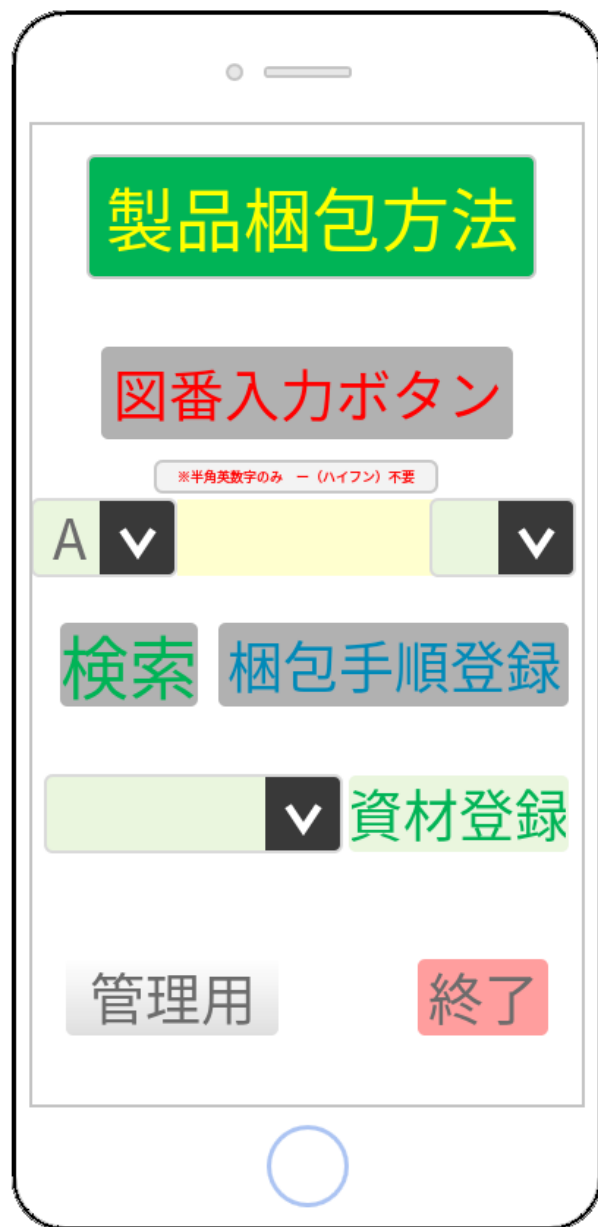 製品梱包方法
図番入力ボタン
※半角英数字のみ　ー（ハイフン）不要
A
検索 梱包手順登録
資材登録
管理用 終了